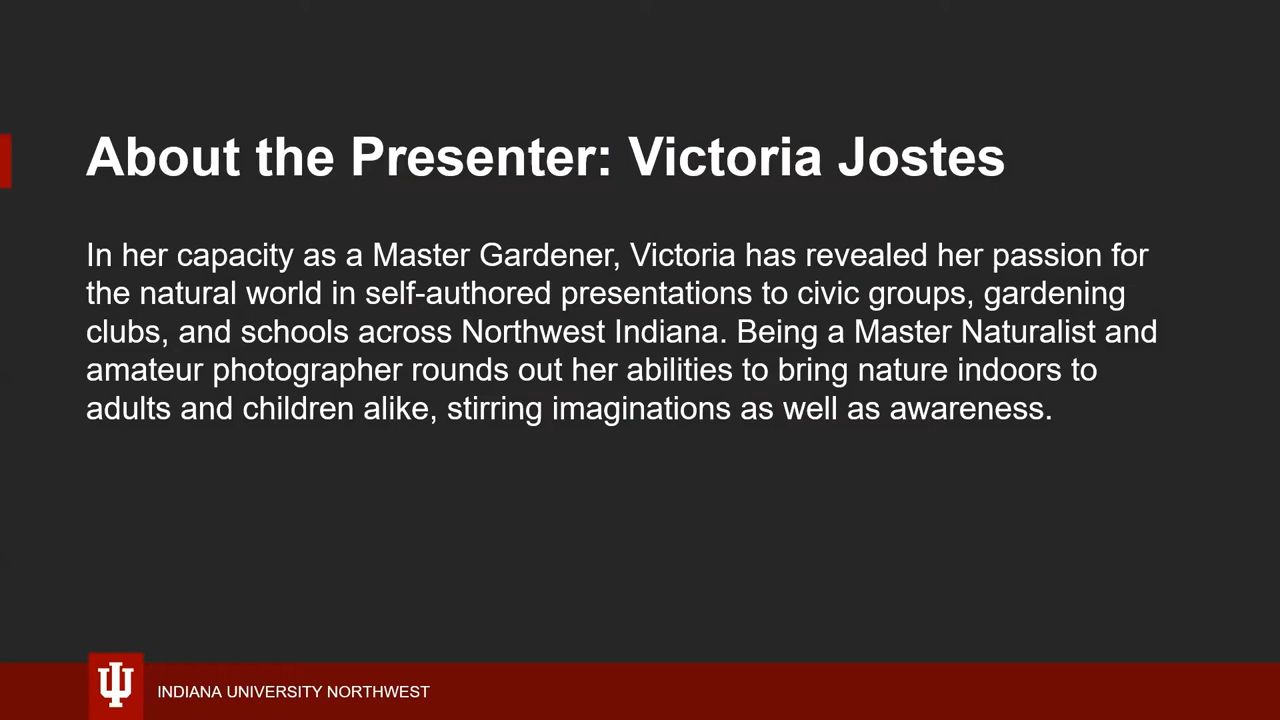 About the Presenter: Victoria Jostes
In her capacity as a Master Gardener, Victoria has revealed her passion for
the natural world in self-authored presentations to civic groups, gardening
clubs, and schools across Northwest Indiana. Being a Master Naturalist and
amateur photographer rounds out her abilities to bring nature indoors to
adults and children alike, stirring imaginations as well as awareness.
INDIANA UNIVERSITY NORTHWEST